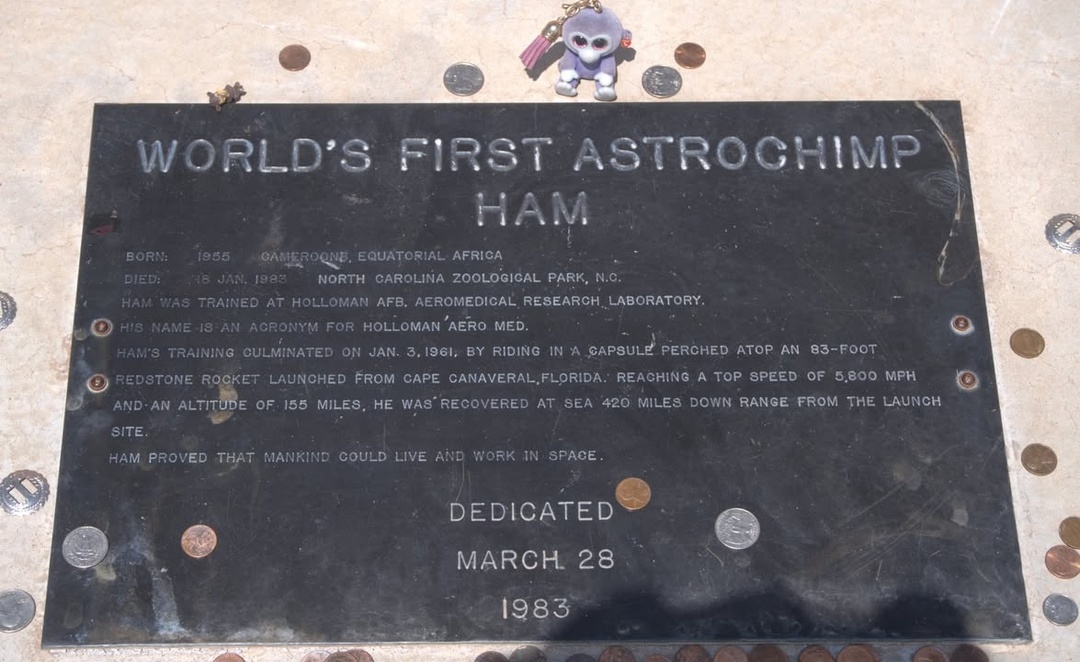 WORLD'S FIRST ASTROCHIMP
HAM
BORN: 1955 CAMEROONS, EQUATORIAL AFRICA
DIED: 18 JAN. 1983 NORTH CAROLINA ZOOLOGICAL PARK, N.C.
HAM WAS TRAINED AT HOLLOMAN AFB, AEROMEDICAL RESEARCH LABORATORY.
HIS NAME IS AN ACRONYM FOR HOLLOMAN AERO MED.
HAM'S TRAINING CULMINATED ON JAN. 3, 1961, BY RIDING IN A CAPSULE PERCHED ATOP AN 83-FOOT
REDSTONE ROCKET LAUNCHED FROM CAPE CANAVERAL, FLORIDA. REACHING A TOP SPEED OF 5,800 MPH
AND AN ALTITUDE OF 155 MILES, HE WAS RECOVERED AT SEA 420 MILES DOWN RANGE FROM THE LAUNCH
SITE.
HAM PROVED THAT MANKIND COULD LIVE AND WORK IN SPACE.
DEDICATED
MARCH 28
1983